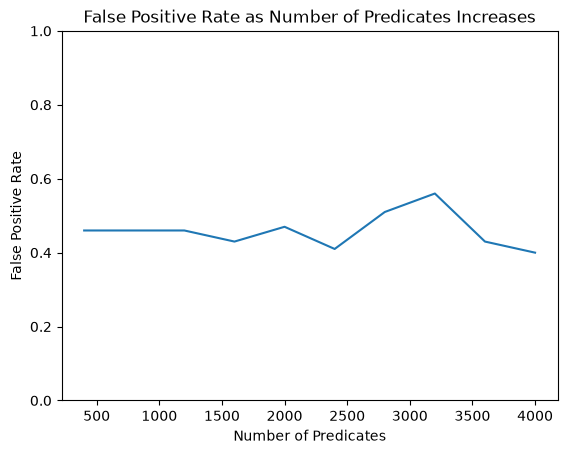 False Positive Rate as Number of Predicates Increases
1.0
0.8
0.6
0.4
0.2
0.0
False Positive Rate
500 1000 1500 2000 2500 3000 3500 4000
Number of Predicates